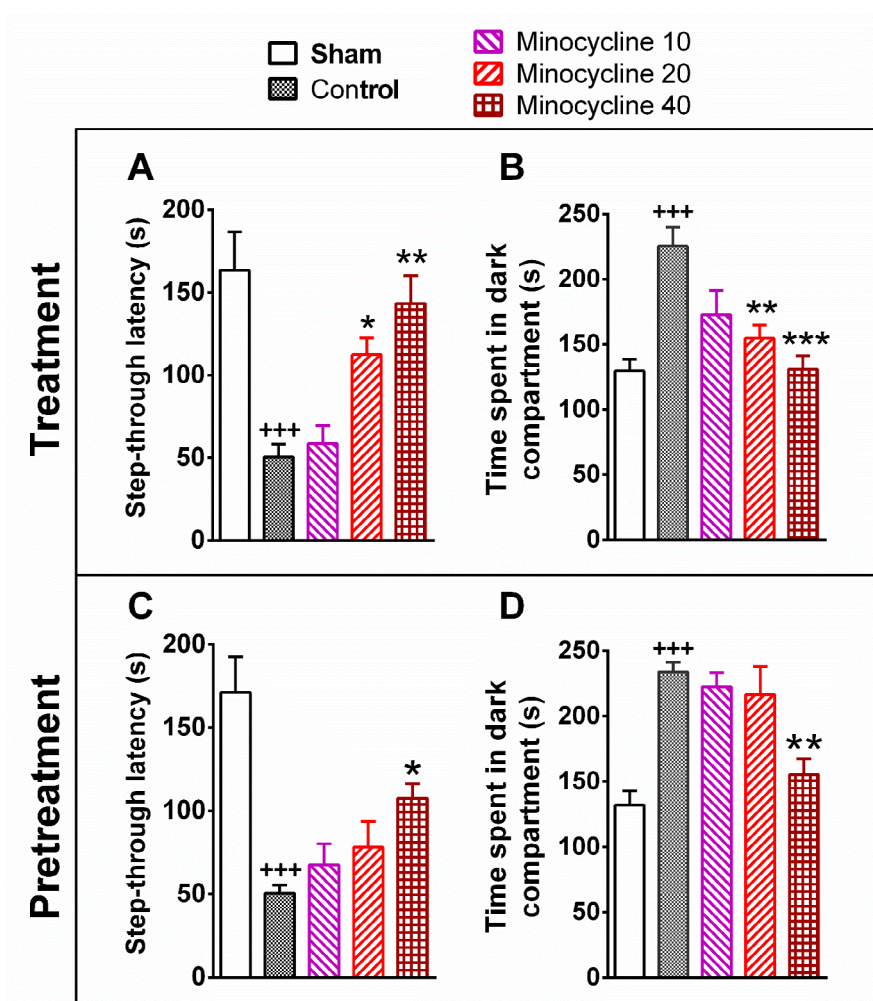 Sham
Control
Minocycline 10
Minocycline 20
Minocycline 40
Treatment
A
Step-through latency (s)
200
150
100
50
0
+++
*
**
B
Time spent in dark
compartment (s)
250
200
150
100
50
0
+++
**
***
Pretreatment
C
Step-through latency (s)
200
150
100
50
0
+++
*
D
Time spent in dark
compartment (s)
250
200
150
100
50
0
+++
**